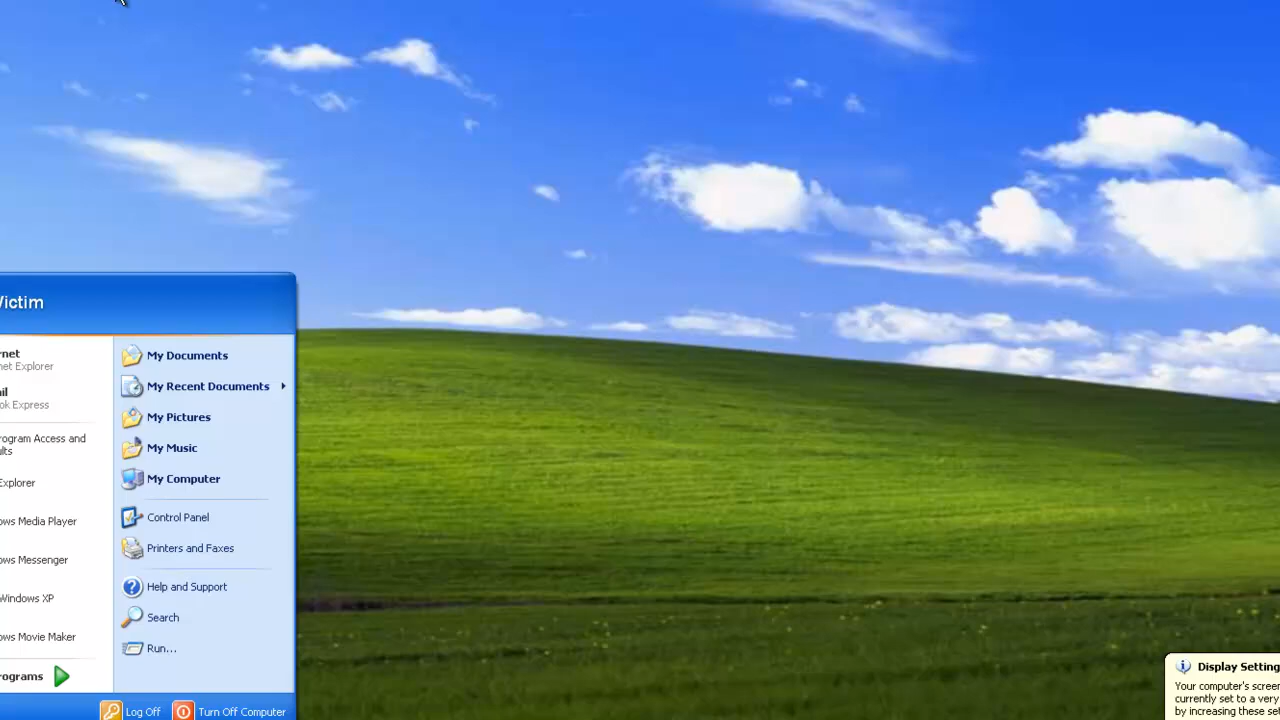 Victim
rnet
net Explorer
il
ok Express
rogram Access and
ults
Explorer
ows Media Player
ows Messenger
Windows XP
ows Movie Maker
rograms
My Documents
My Recent Documents
My Pictures
My Music
My Computer
Control Panel
Printers and Faxes
Help and Support
Search
Run...
Log Off
Turn Off Computer
Display Setting
Your computer's screen
currently set to a very
by increasing these set